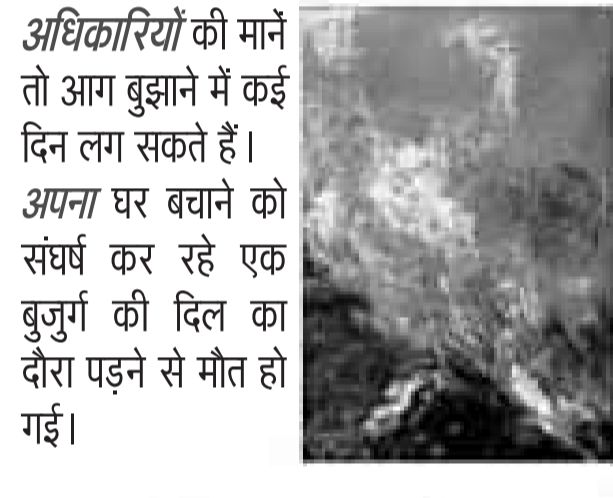 अधिकारियों की मानें
तो आग बुझाने में कई
दिन लग सकते हैं।
अपना घर बचाने को
संघर्ष कर रहे एक
बुजुर्ग की दिल का
दौरा पड़ने से मौत हो
गई।